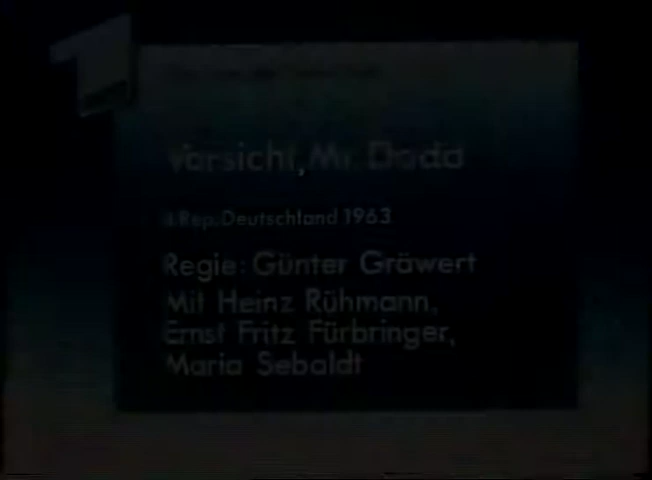 Vorsicht, Mr. Dodd
Rep. Deutschland 1963
Regie: Günter Gräwert
Mit Heinz Rühmann,
Ernst Fritz Fürbringer,
Maria Sebaldt